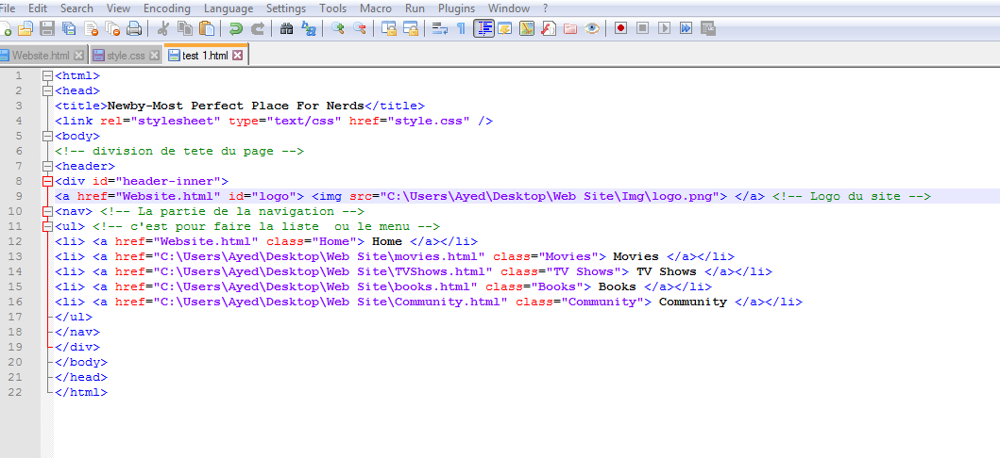 File Edit Search View Encoding Language Settings Tools Macro Run Plugins Window ?
Website.html style.css test 1.html
1 <html>
2 <head>
3 <title>Newby-Most Perfect Place For Nerds</title>
4 <link rel="stylesheet" type="text/css" href="style.css" />
5 <body>
6 <!-- division de tete du page -->
7 <header>
8 <div id="header-inner">
9 <a href="Website.html" id="logo"> <img src="C:\Users\Ayed\Desktop\Web Site\Img\logo.png"> </a> <!-- Logo du site -->
10 <nav> <!-- La partie de la navigation -->
11 <ul> <!-- c'est pour faire la liste  ou le menu -->
12 <li> <a href="Website.html" class="Home"> Home </a></li>
13 <li> <a href="C:\Users\Ayed\Desktop\Web Site\movies.html" class="Movies"> Movies </a></li>
14 <li> <a href="C:\Users\Ayed\Desktop\Web Site\TVShows.html" class="TV Shows"> TV Shows </a></li>
15 <li> <a href="C:\Users\Ayed\Desktop\Web Site\books.html" class="Books"> Books </a></li>
16 <li> <a href="C:\Users\Ayed\Desktop\Web Site\Community.html" class="Community"> Community </a></li>
17 </ul>
18 </nav>
19 </div>
20 </body>
21 </head>
22 </html>